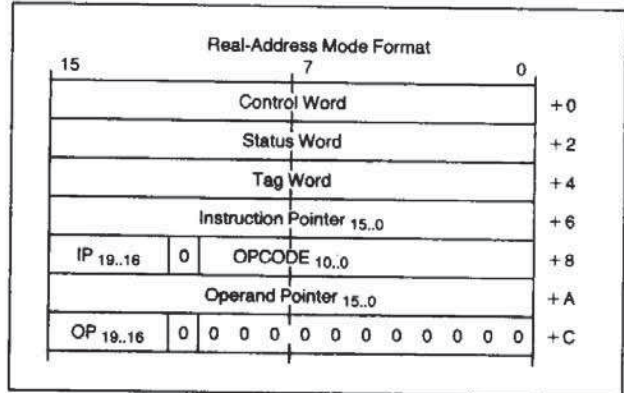 Real-Address Mode Format
15 7 0
Control Word +0
Status Word +2
Tag Word +4
Instruction Pointer 15..0 +6
IP 19..16 0 OPCODE 10..0 +8
Operand Pointer 15..0 +A
OP 19..16 0 0 0 0 0 0 0 0 0 0 0 0 +C